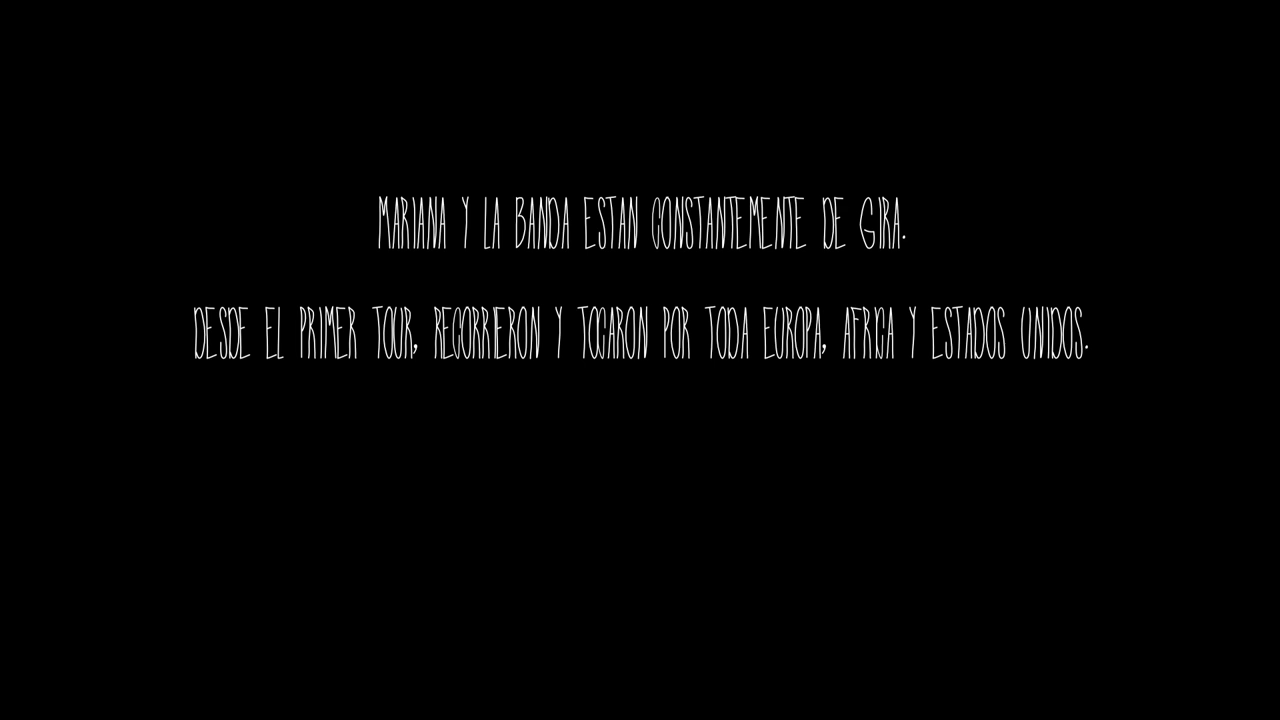 MARIANA Y LA BANDA ESTAN CONSTANTEMENTE DE GIRA.
DESDE EL PRIMER TOUR, RECORRIERON Y TOCARON POR TODA EUROPA, AFRICA Y ESTADOS UNIDOS.